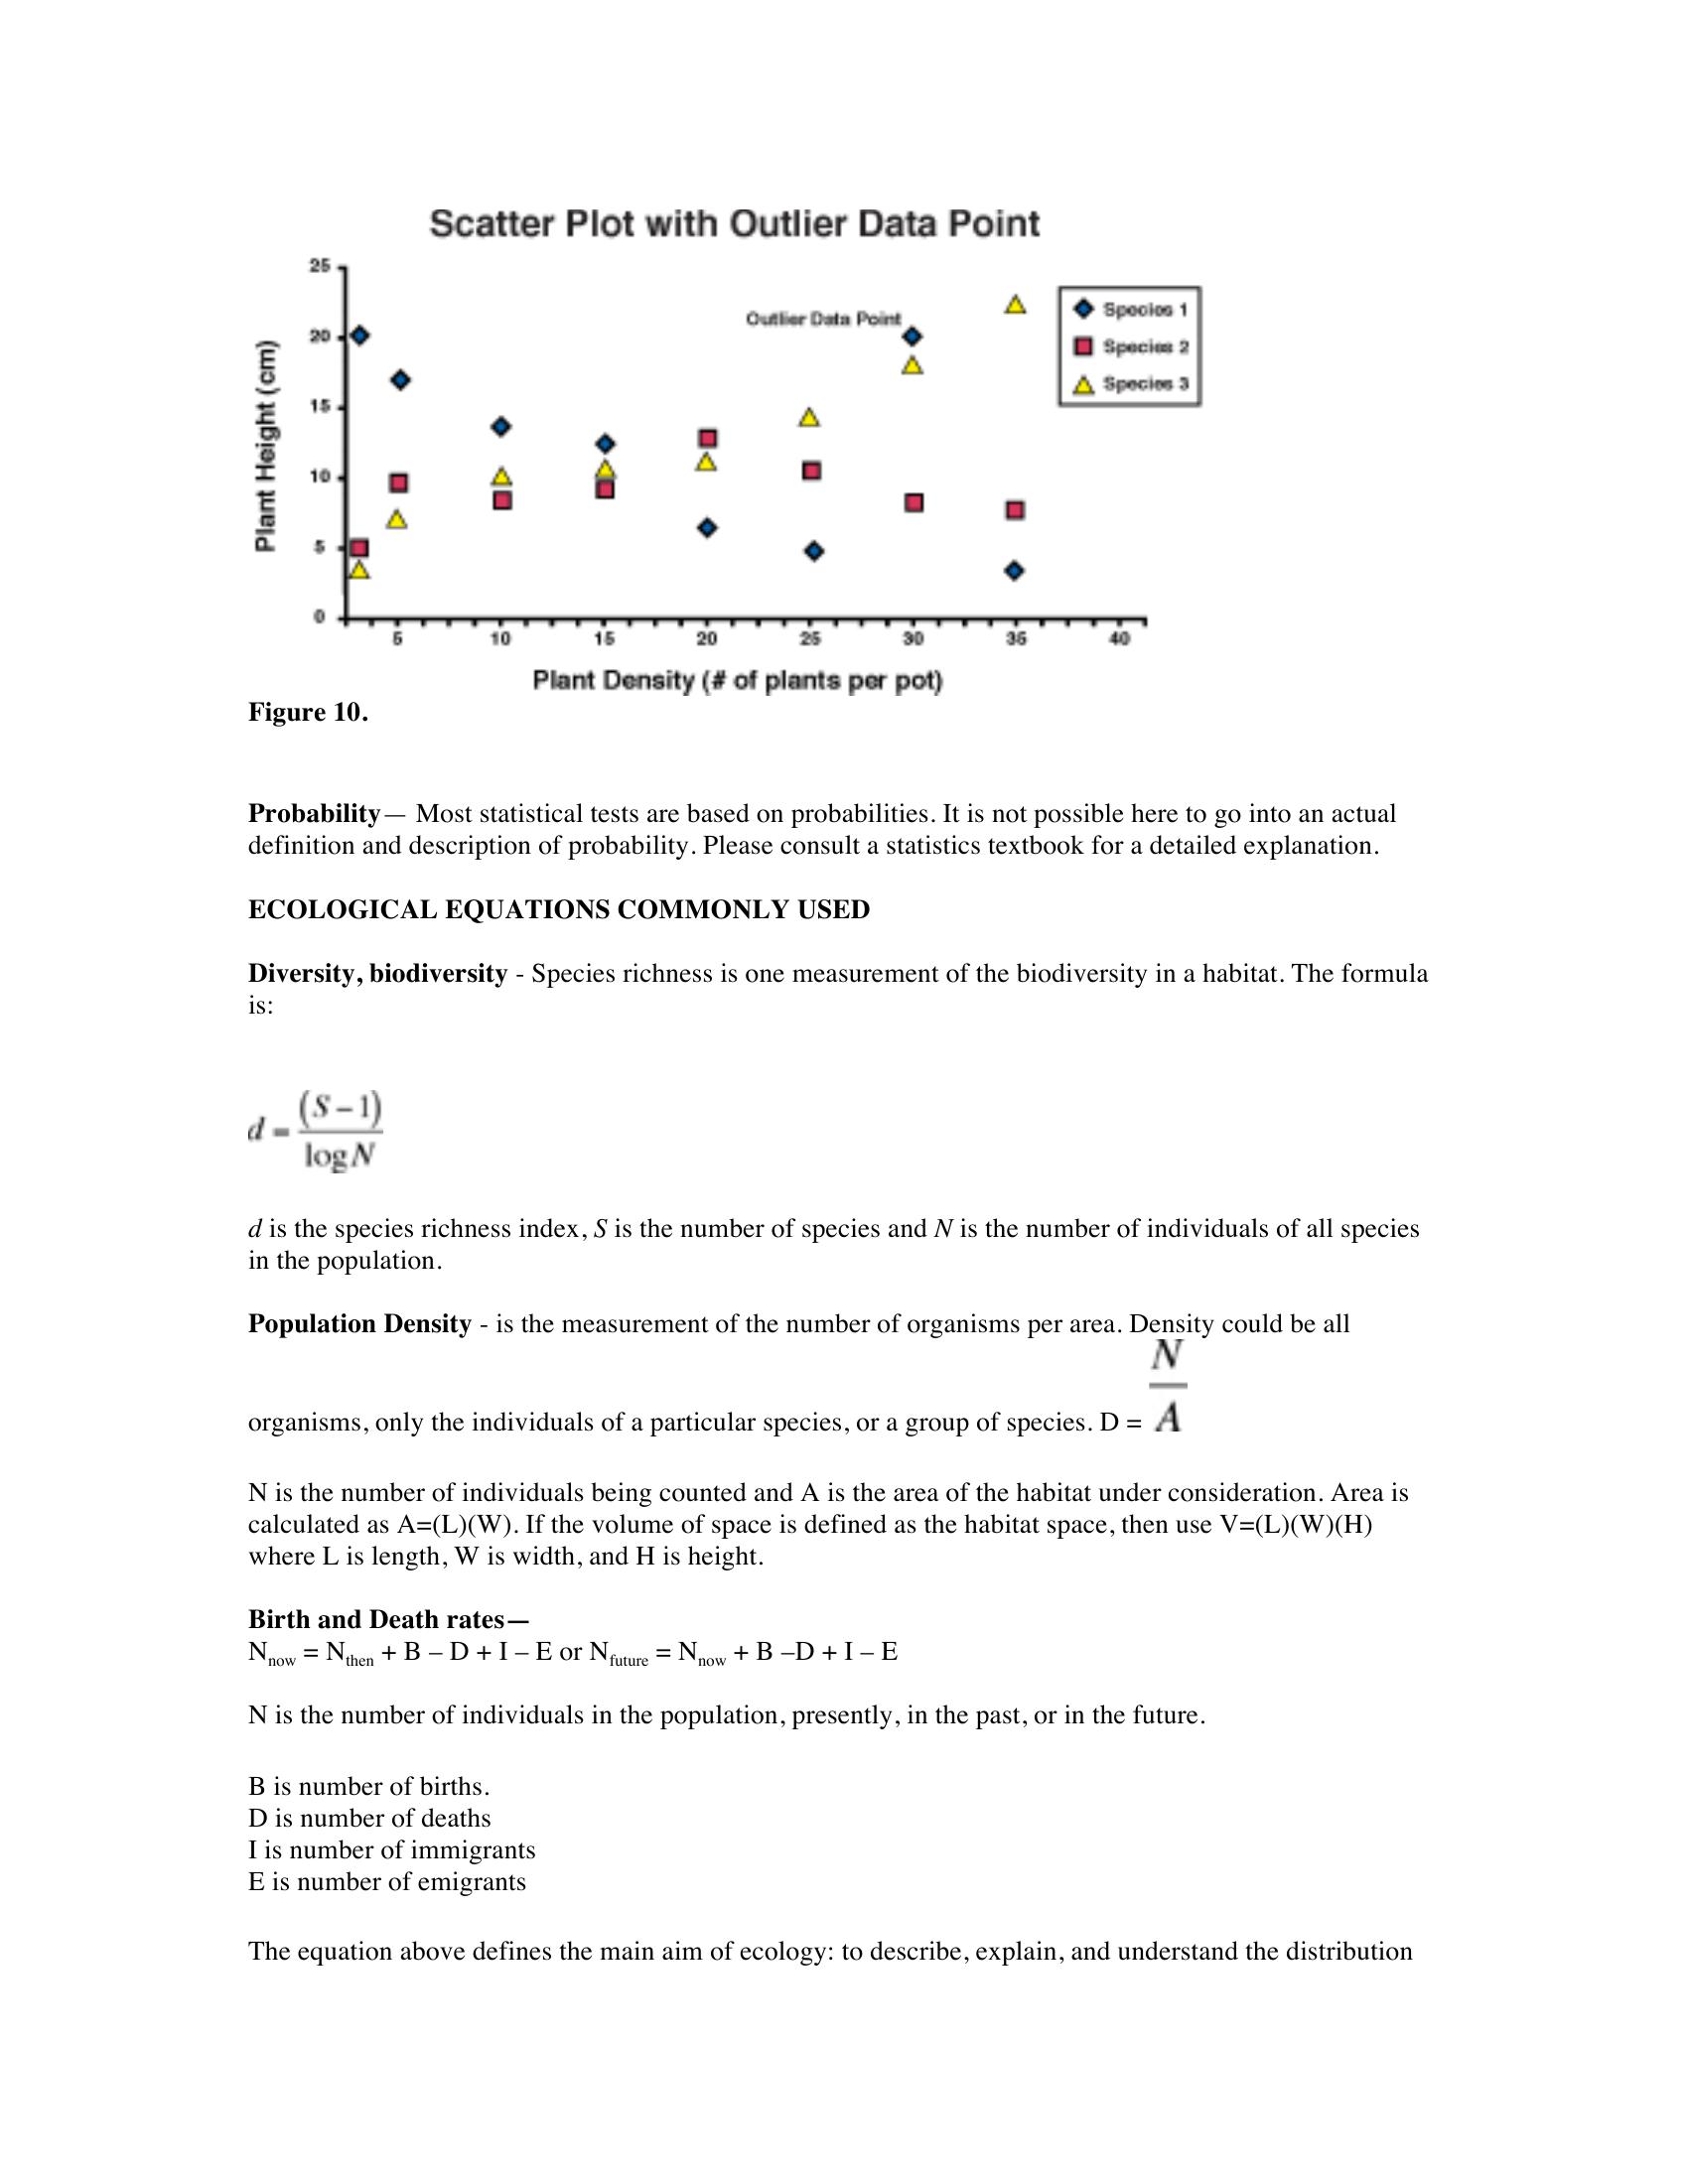 Scatter Plot with Outlier Data Point
25
20
15
10
5
0
Plant Height (cm)
Outlier Data Point
Species 1
Species 2
Species 3
5 10 15 20 25 30 35 40
Plant Density (# of plants per pot)
Figure 10.
Probability— Most statistical tests are based on probabilities. It is not possible here to go into an actual
definition and description of probability. Please consult a statistics textbook for a detailed explanation.
ECOLOGICAL EQUATIONS COMMONLY USED
Diversity, biodiversity - Species richness is one measurement of the biodiversity in a habitat. The formula
is:
d = (S – 1) / log N
d is the species richness index, S is the number of species and N is the number of individuals of all species
in the population.
Population Density - is the measurement of the number of organisms per area. Density could be all
organisms, only the individuals of a particular species, or a group of species. D = N / A
N is the number of individuals being counted and A is the area of the habitat under consideration. Area is
calculated as A=(L)(W). If the volume of space is defined as the habitat space, then use V=(L)(W)(H)
where L is length, W is width, and H is height.
Birth and Death rates—
Nnow = Nthen + B – D + I – E or Nfuture = Nnow + B –D + I – E
N is the number of individuals in the population, presently, in the past, or in the future.
B is number of births.
D is number of deaths
I is number of immigrants
E is number of emigrants
The equation above defines the main aim of ecology: to describe, explain, and understand the distribution